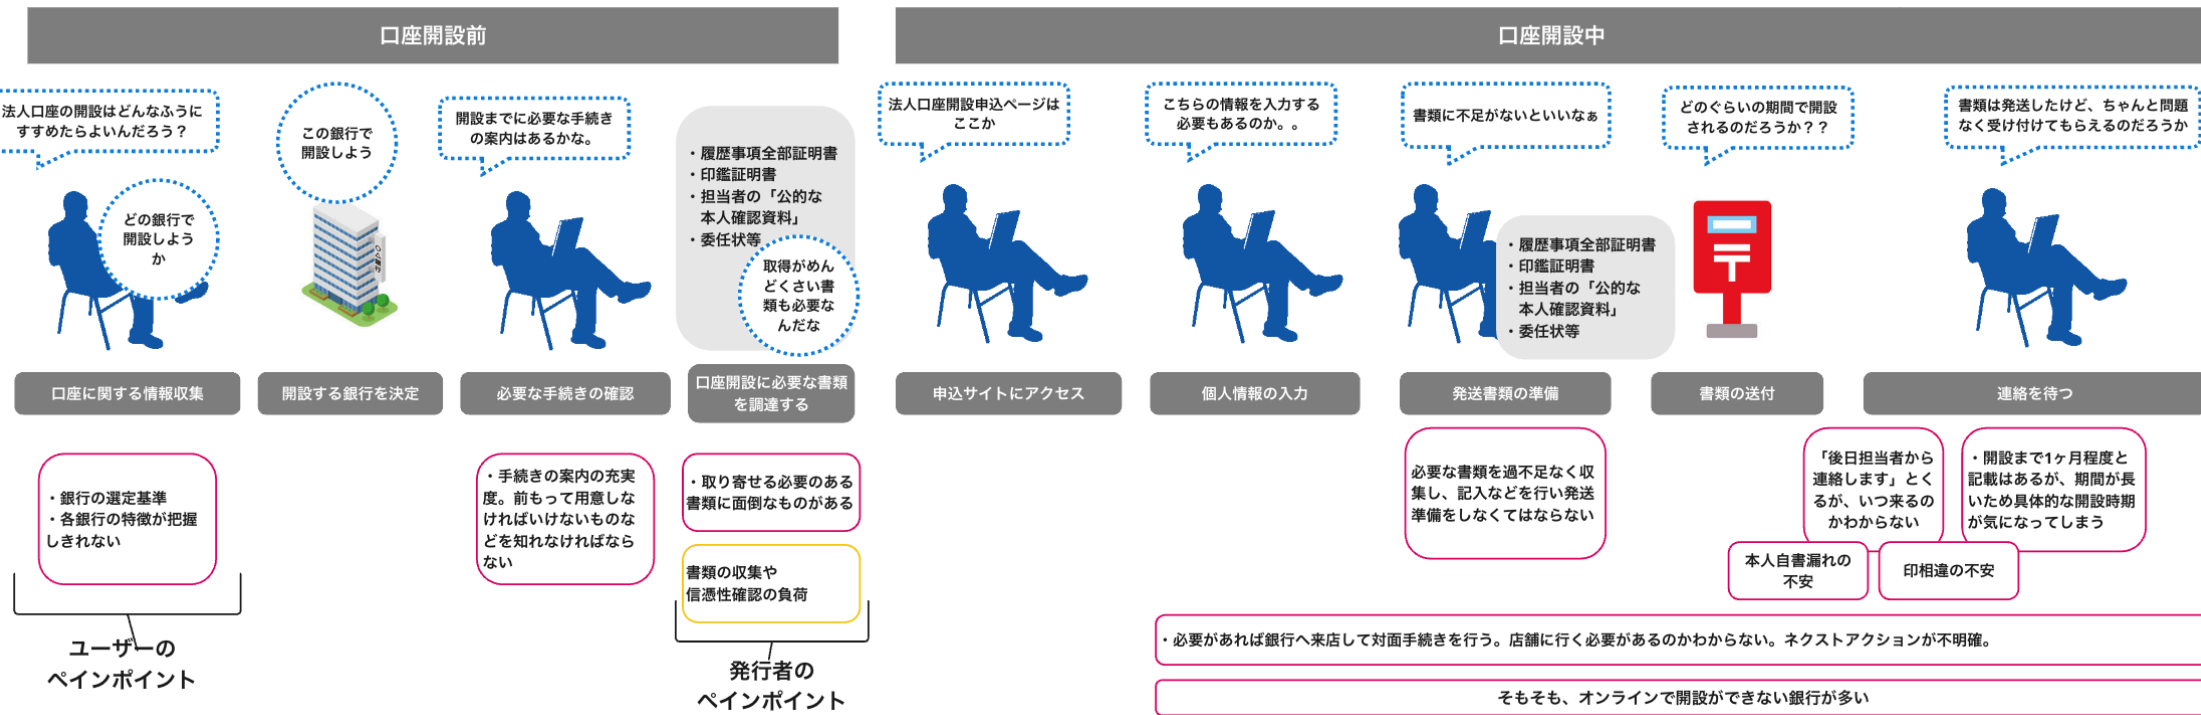 口座開設前
口座開設中
法人口座の開設はどんなふうに
すすめたらよいんだろう？
どの銀行で
開設しよう
か
この銀行で
開設しよう
開設までに必要な手続き
の案内はあるかな。
・履歴事項全部証明書
・印鑑証明書
・担当者の「公的な
本人確認資料」
・委任状等
取得がめん
どくさい書
類も必要な
んだな
法人口座開設申込ページは
ここか
こちらの情報を入力する
必要もあるのか。。
書類に不足がないといいなぁ
・履歴事項全部証明書
・印鑑証明書
・担当者の「公的な
本人確認資料」
・委任状等
どのぐらいの期間で開設
されるのだろうか？？
書類は発送したけど、ちゃんと問題
なく受け付けてもらえるのだろうか
口座に関する情報収集
開設する銀行を決定
必要な手続きの確認
口座開設に必要な書類
を調達する
申込サイトにアクセス
個人情報の入力
発送書類の準備
書類の送付
連絡を待つ
・銀行の選定基準
・各銀行の特徴が把握
しきれない
・手続きの案内の充実
度。前もって用意しな
ければいけないものな
どを知れなければなら
ない
・取り寄せる必要のある
書類に面倒なものがある
書類の収集や
信憑性確認の負荷
必要な書類を過不足なく収
集し、記入などを行い発送
準備をしなくてはならない
「後日担当者から
連絡します」とく
るが、いつ来るの
かわからない
・開設まで1ヶ月程度と
記載はあるが、期間が長
いため具体的な開設時期
が気になってしまう
本人自書漏れの
不安
印相違の不安
・必要があれば銀行へ来店して対面手続きを行う。店舗に行く必要があるのかわからない。ネクストアクションが不明確。
そもそも、オンラインで開設ができない銀行が多い
ユーザーの
ペインポイント
発行者の
ペインポイント